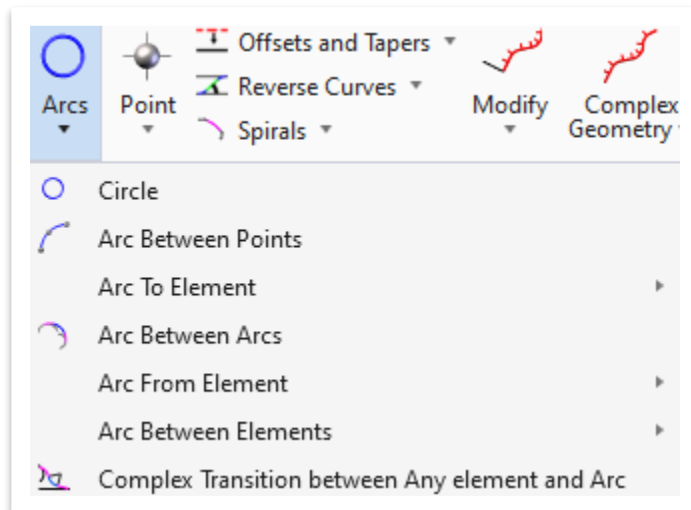 Offsets and Tapers
Reverse Curves
Spirals
Arcs
Point
Modify
Complex
Geometry
Circle
Arc Between Points
Arc To Element
Arc Between Arcs
Arc From Element
Arc Between Elements
Complex Transition between Any element and Arc